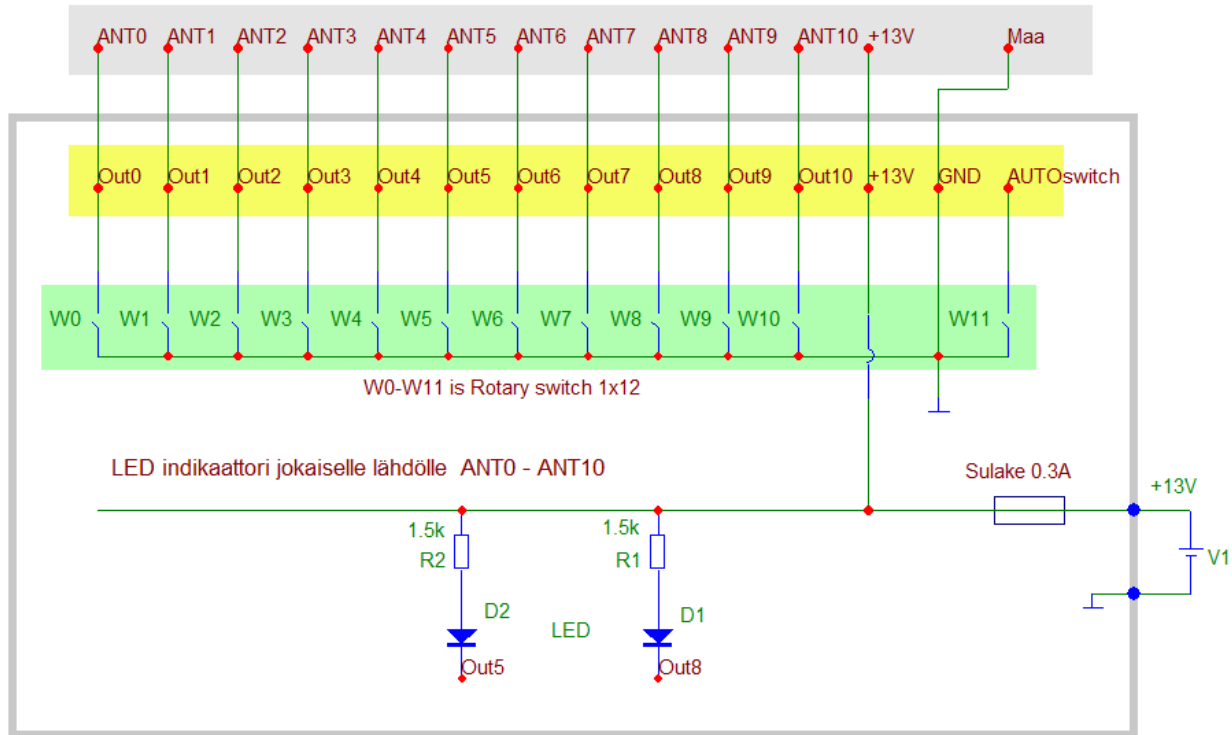 ANT0 ANT1 ANT2 ANT3 ANT4 ANT5 ANT6 ANT7 ANT8 ANT9 ANT10 +13V Maa
Out0 Out1 Out2 Out3 Out4 Out5 Out6 Out7 Out8 Out9 Out10 +13V GND AUTOswitch
W0 W1 W2 W3 W4 W5 W6 W7 W8 W9 W10 W11
W0-W11 is Rotary switch 1x12
LED indikaattori jokaiselle lähdölle ANT0 - ANT10
Sulake 0.3A
+13V
1.5k 1.5k
R2 R1
V1
D2 LED D1
Out5 Out8